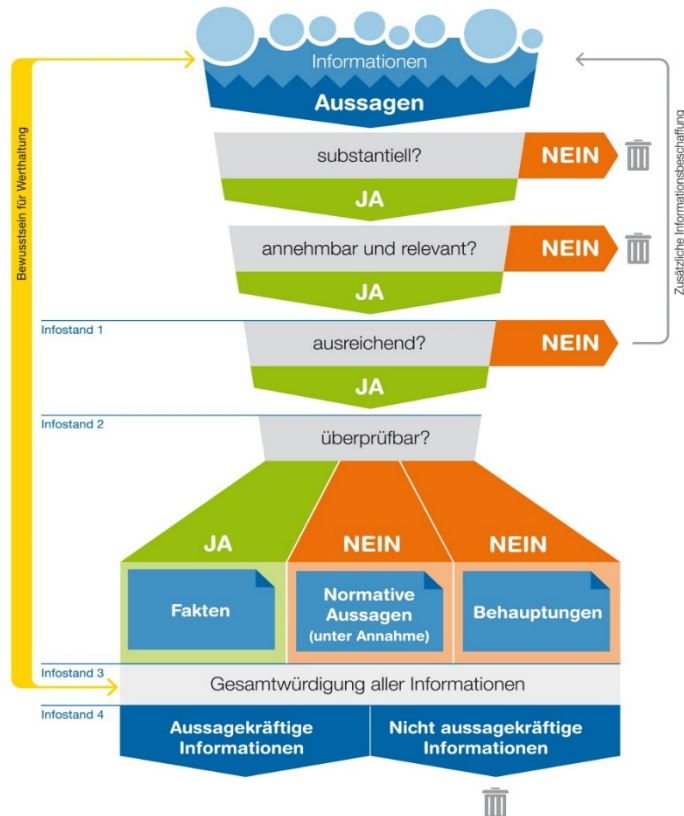 Informationen
Aussagen
Bewusstsein für Werthaltung
Zusätzliche Informationsbeschaffung
substantiell?
NEIN
JA
annehmbar und relevant?
NEIN
JA
Infostand 1
ausreichend?
NEIN
JA
Infostand 2
überprüfbar?
JA
NEIN
NEIN
Fakten
Normative
Aussagen
(unter Annahme)
Behauptungen
Infostand 3
Gesamtwürdigung aller Informationen
Infostand 4
Aussagekräftige
Informationen
Nicht aussagekräftige
Informationen